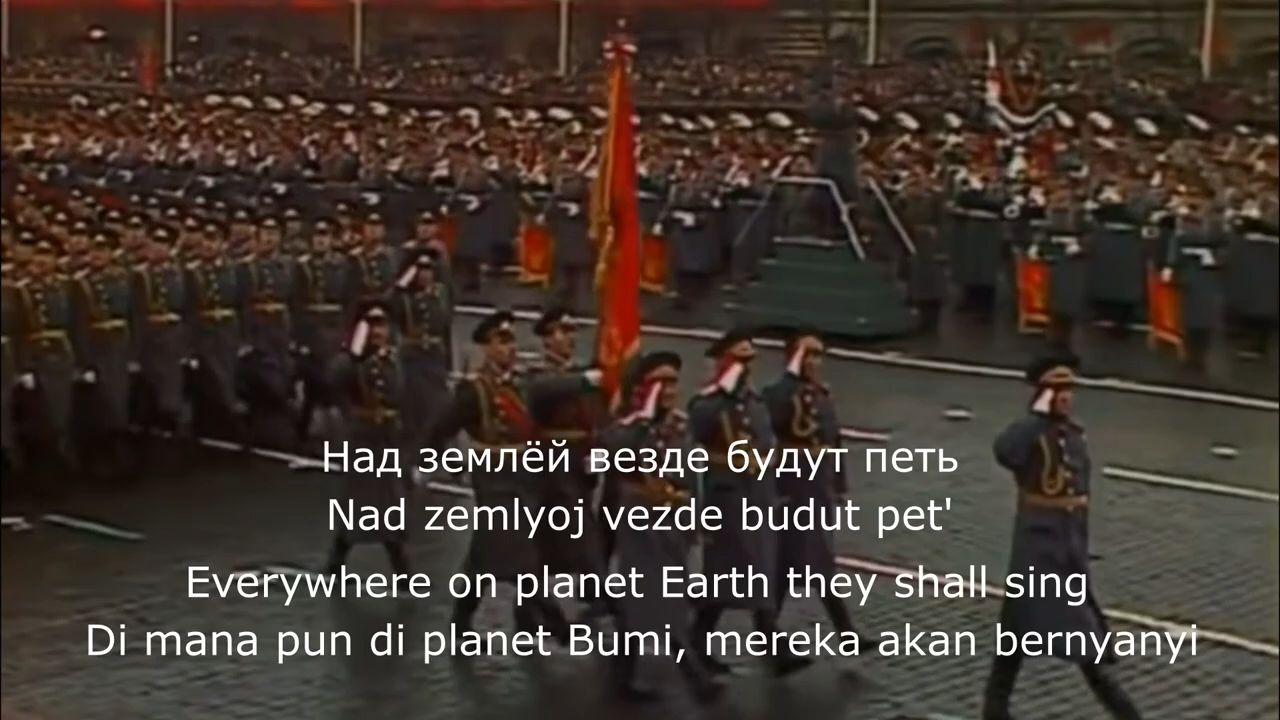 Над землёй везде будут петь
Nad zemlyoj vezde budut pet'
Everywhere on planet Earth they shall sing
Di mana pun di planet Bumi, mereka akan bernyanyi